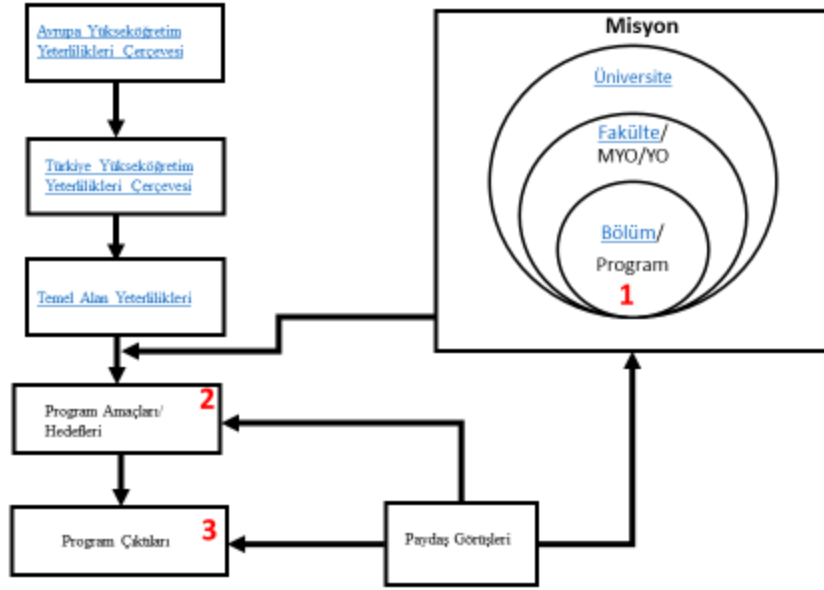 Avrupa Yükseköğretim
Yeterlilikleri Çerçevesi
Türkiye Yükseköğretim
Yeterlilikleri Çerçevesi
Temel Alan Yeterlilikleri
Program Amaçları/
Hedefleri
2
Program Çıktıları
3
Paydaş Görüşleri
Misyon
Üniversite
Fakülte/
MYO/YO
Bölüm/
Program
1